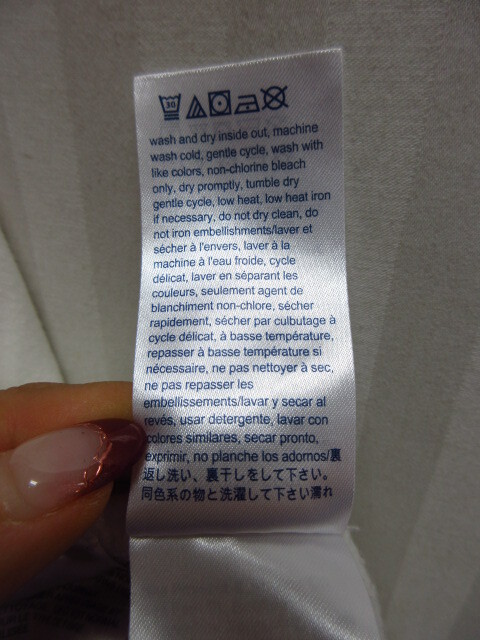 30
wash and dry inside out, machine
wash cold, gentle cycle, wash with
like colors, non-chlorine bleach
only, dry promptly, tumble dry
gentle cycle, low heat, low heat iron
if necessary, do not dry clean, do
not iron embellishments/laver et
sécher à l'envers, laver à la
machine à l'eau froide, cycle
délicat, laver en séparant les
couleurs, seulement agent de
blanchiment non-chlore, sécher
rapidement, sécher par culbutage à
cycle délicat, à basse température,
repasser à basse température si
nécessaire, ne pas nettoyer à sec,
ne pas repasser les
embellissements/lavar y secar al
revés, usar detergente, lavar con
colores similares, secar pronto,
exprimir, no planche los adornos/裏
返し洗い、裏干しをして下さい。
同色系の物と洗濯して下さい濡れ